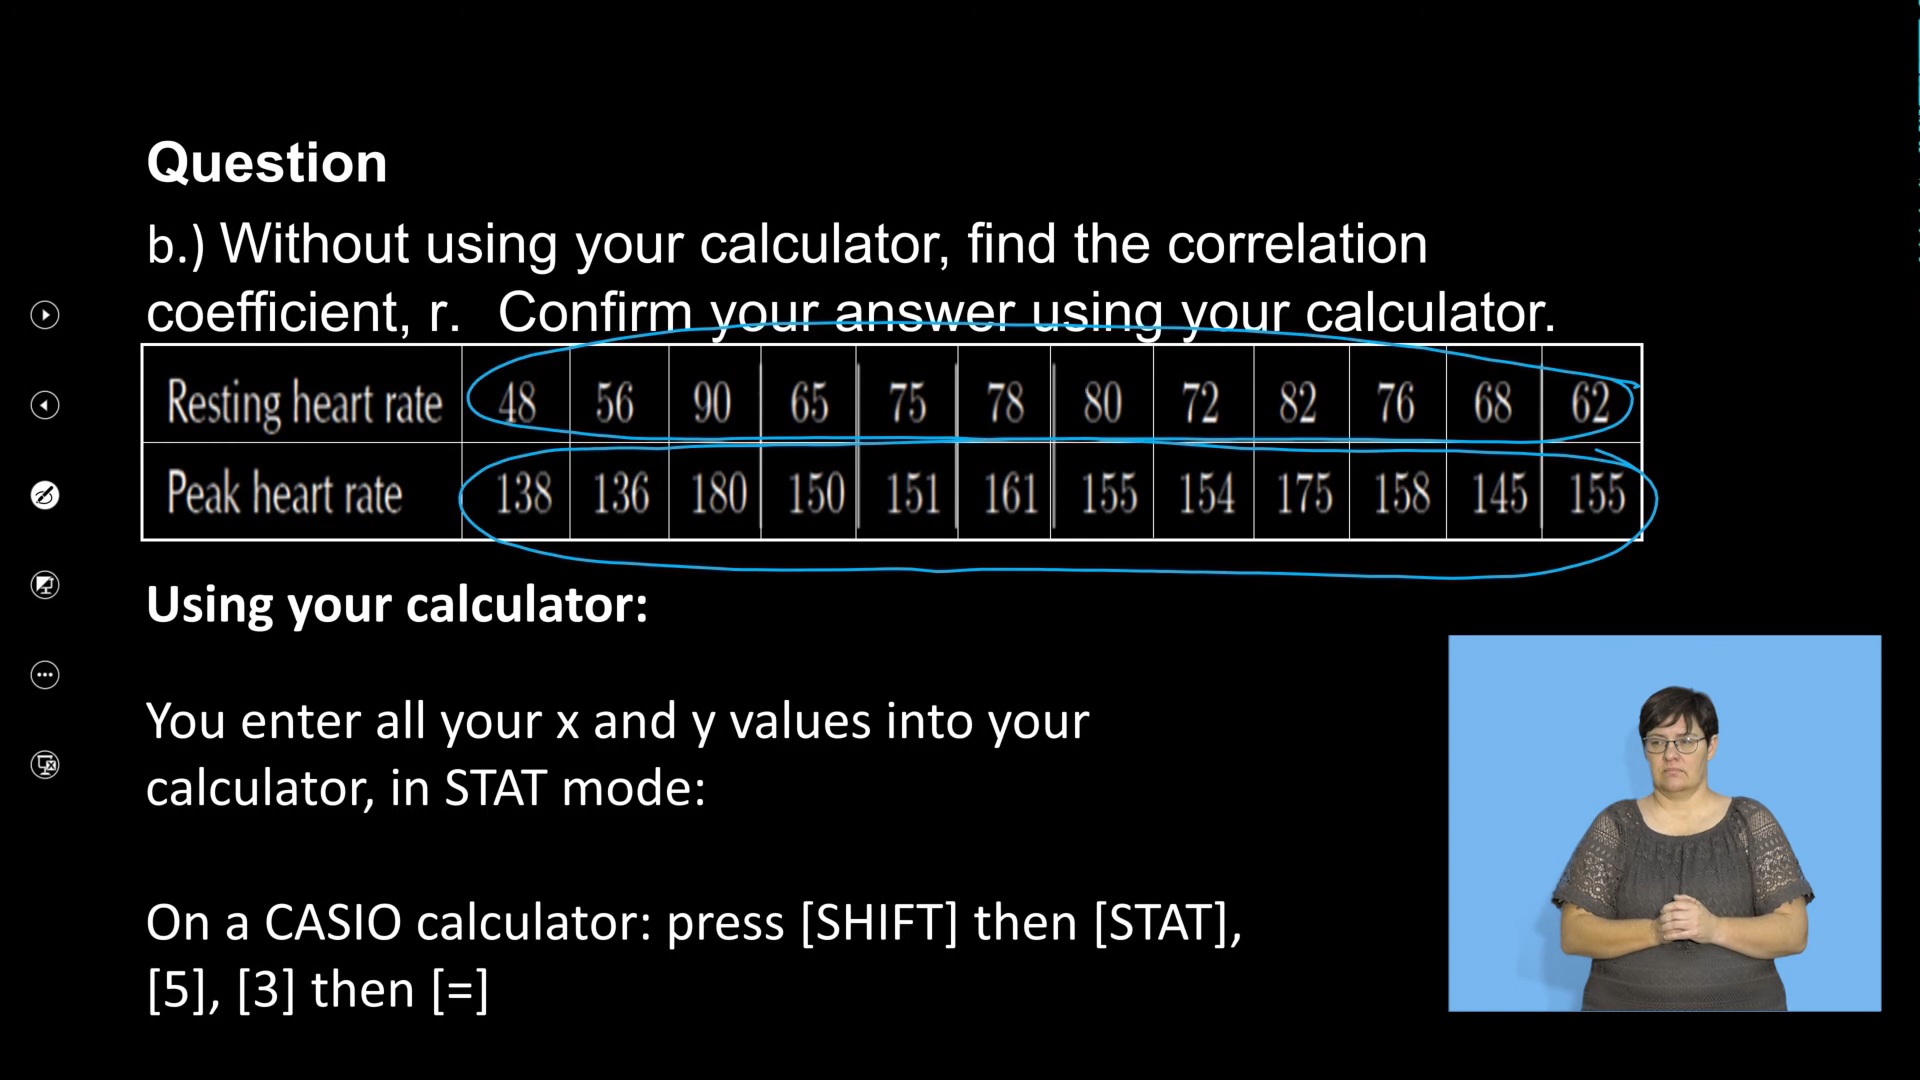 Question
b.) Without using your calculator, find the correlation
coefficient, r. Confirm your answer using your calculator.
Resting heart rate 48 56 90 65 75 78 80 72 82 76 68 62
Peak heart rate 138 136 180 150 151 161 155 154 175 158 145 155
Using your calculator:
You enter all your x and y values into your
calculator, in STAT mode:
On a CASIO calculator: press [SHIFT] then [STAT],
[5], [3] then [=]